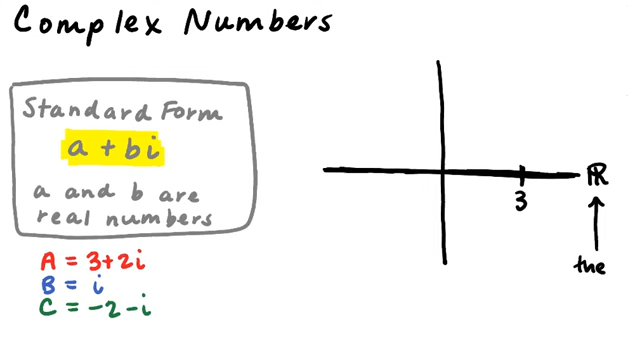 Complex Numbers
Standard Form
a + bi
a and b are
real numbers
A = 3+2i
B = i
C = -2-i
3
ℝ
the